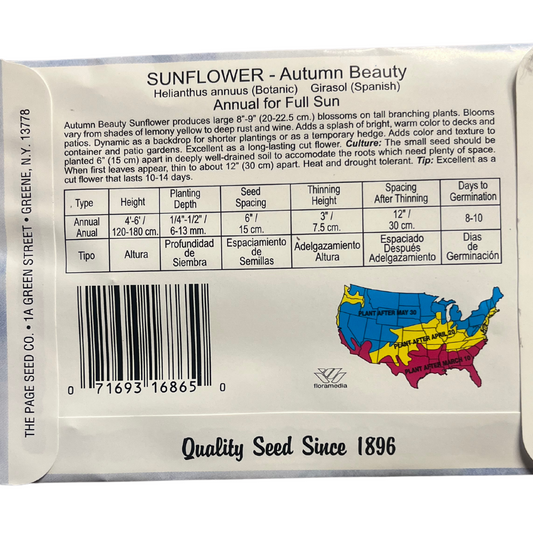 SUNFLOWER - Autumn Beauty
Helianthus annuus (Botanic) Girasol (Spanish)
Annual for Full Sun
Autumn Beauty Sunflower produces large 8"-9" (20-22.5 cm.) blossoms on tall branching plants. Blooms
vary from shades of lemony yellow to deep rust and wine. Adds a splash of bright, warm color to decks and
patios. Dynamic as a backdrop for shorter plantings or as a temporary hedge. Adds color and texture to
container and patio gardens. Excellent as a long-lasting cut flower. Culture: The small seed should be
planted 6" (15 cm) apart in deeply well-drained soil to accomodate the roots which need plenty of space.
When first leaves appear, thin to about 12" (30 cm) apart. Heat and drought tolerant. Tip: Excellent as a
cut flower that lasts 10-14 days.
Type Height Planting Depth Seed Spacing Thinning Height Spacing After Thinning Days to Germination
Annual Anual 4'-6' / 120-180 cm. 1/4"-1/2" / 6-13 mm. 6" / 15 cm. 3" / 7.5 cm. 12" / 30 cm. 8-10
Tipo Altura Profundidad de Siembra Espaciamiento de Semillas Adelgazamiento Altura Espaciado Después Adelgazamiento Dias de Germinación
PLANT AFTER MAY 30
PLANT AFTER APRIL 25
PLANT AFTER MARCH 15
floramedia
0 71693 16865 0
Quality Seed Since 1896
THE PAGE SEED CO. • 1A GREEN STREET • GREENE, N.Y. 13778